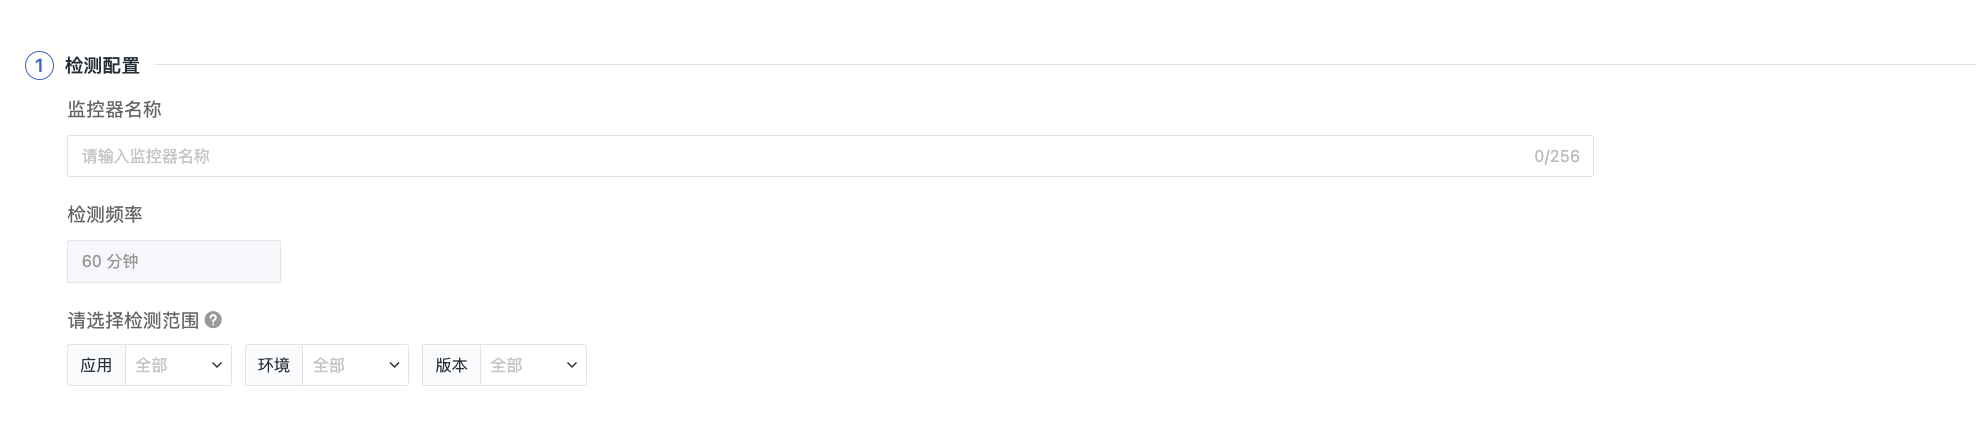 1 检测配置
监控器名称
请输入监控器名称 0/256
检测频率
60 分钟
请选择检测范围 ?
应用 全部 环境 全部 版本 全部